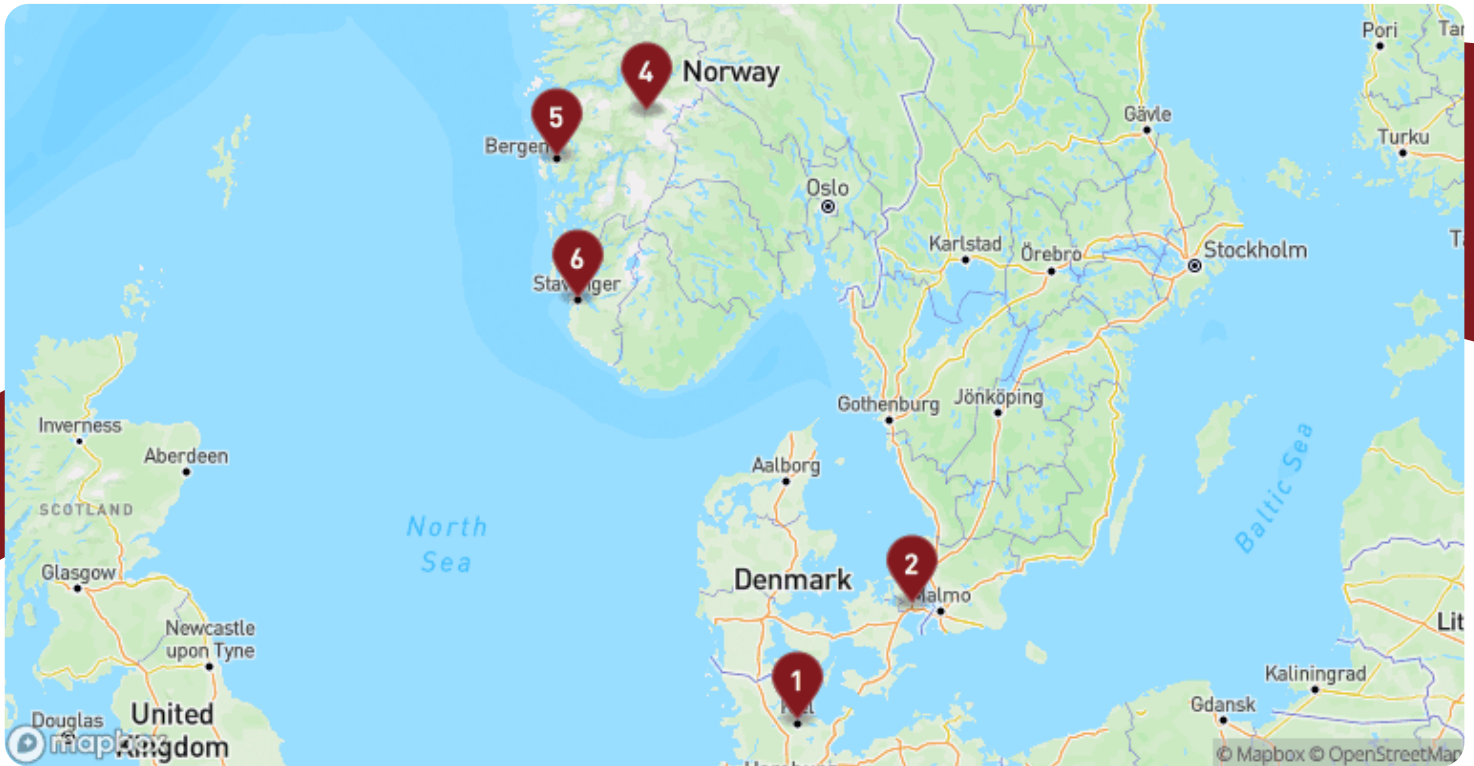 Pori
4
Norway
5
Gävle
Bergen
Turku
Oslo
Karlstad
Örebro
Stockholm
6
Gothenburg
Jönköping
Inverness
Aberdeen
Aalborg
SCOTLAND
North
Sea
Baltic Sea
Glasgow
2
Denmark
Newcastle
upon Tyne
1
Kaliningrad
Gdansk
Douglas
United
Kingdom
mapbox
© Mapbox © OpenStreetMap